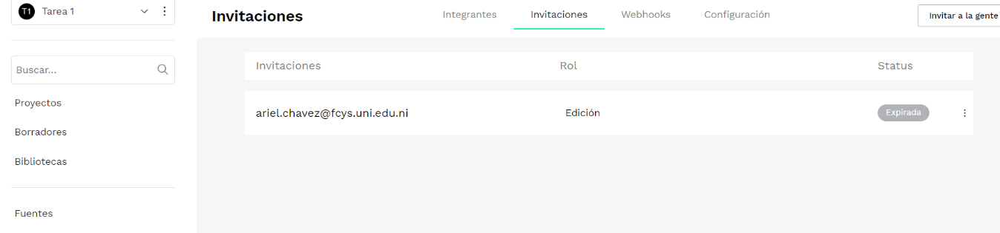 T1 Tarea 1
Buscar...
Proyectos
Borradores
Bibliotecas
Fuentes
Invitaciones
Integrantes Invitaciones Webhooks Configuración
Invitar a la gente
Invitaciones Rol Status
ariel.chavez@fcys.uni.edu.ni Edición Expirada